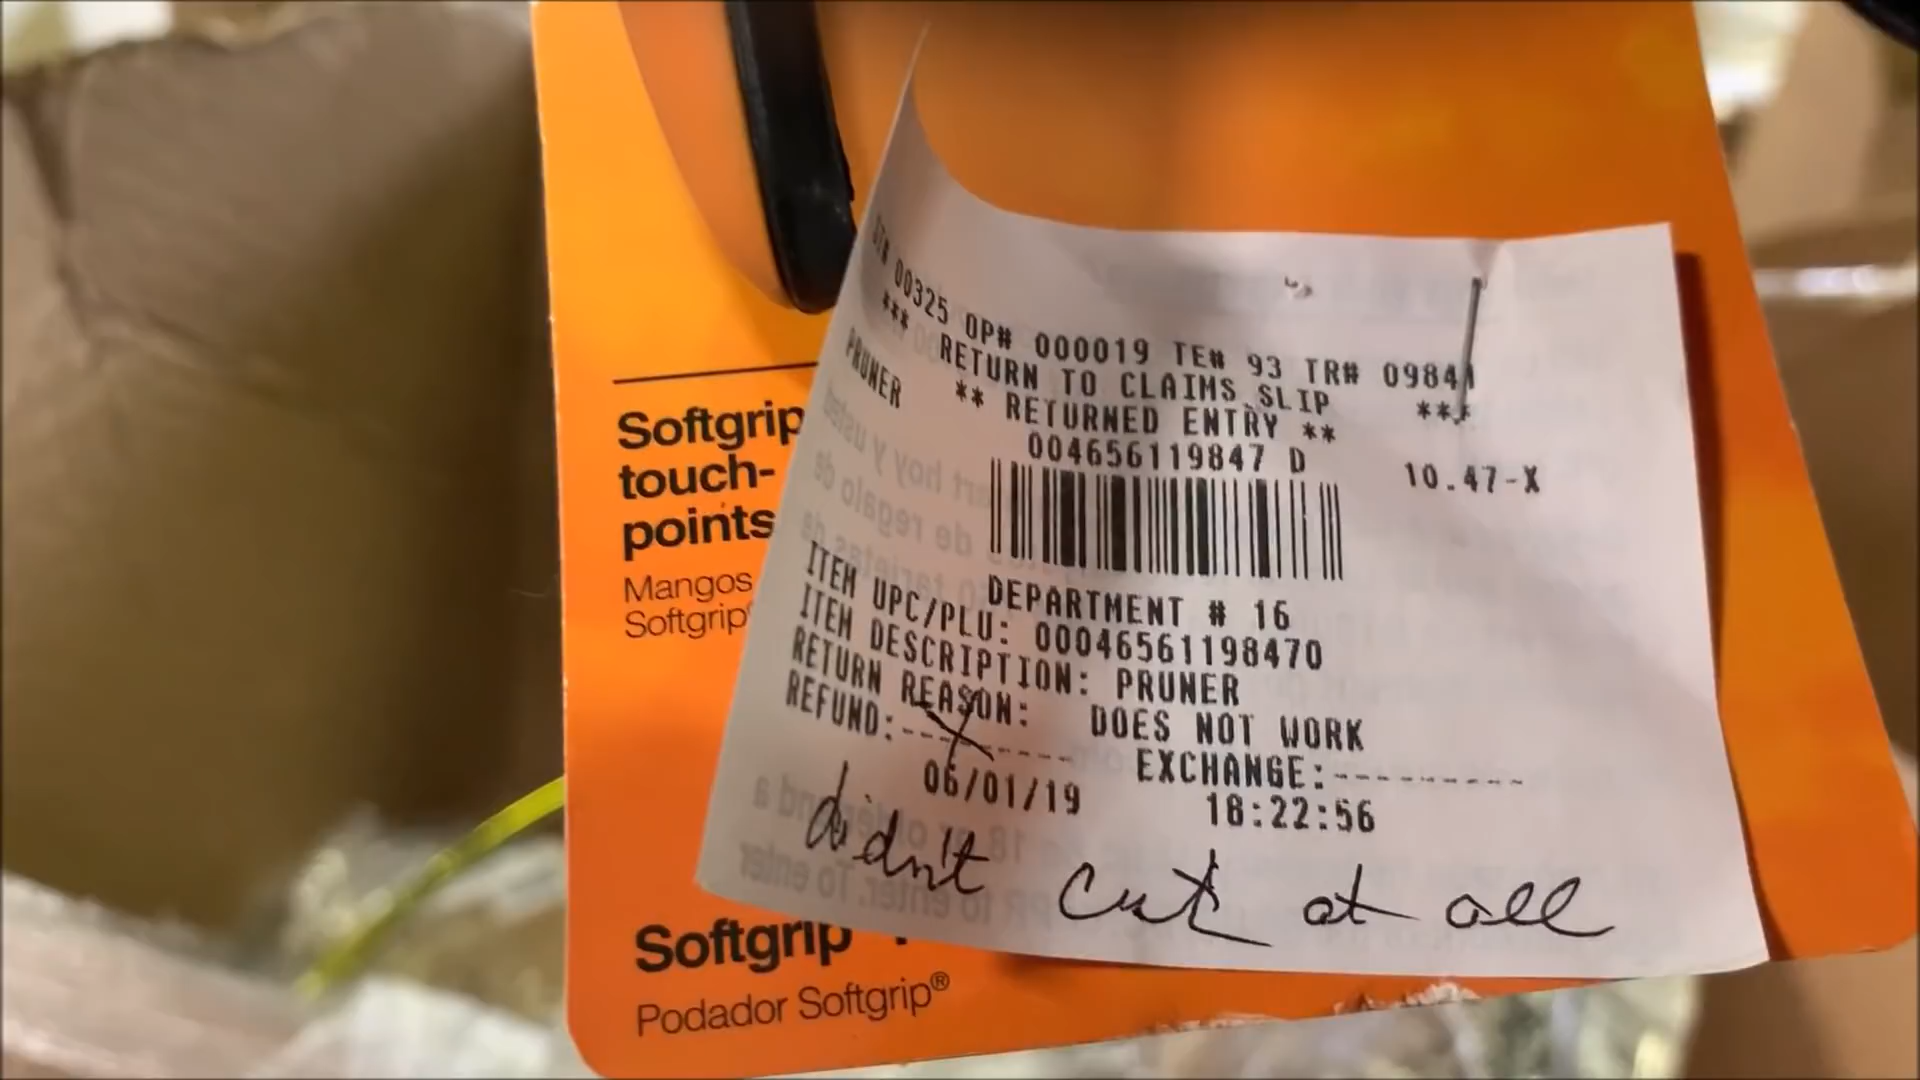 Softgrip
touch-
points
Mangos
Softgrip®
ST# 00325 OP# 000019 TE# 93 TR# 09841
*** RETURN TO CLAIMS SLIP ***
** RETURNED ENTRY **
PRUNER 004656119847 D 10.47-X
DEPARTMENT # 16
ITEM UPC/PLU: 00046561198470
ITEM DESCRIPTION: PRUNER
RETURN REASON: DOES NOT WORK
REFUND:---X------ EXCHANGE:----------
06/01/19 18:22:56
didn't cut at all
Softgrip
Podador Softgrip®